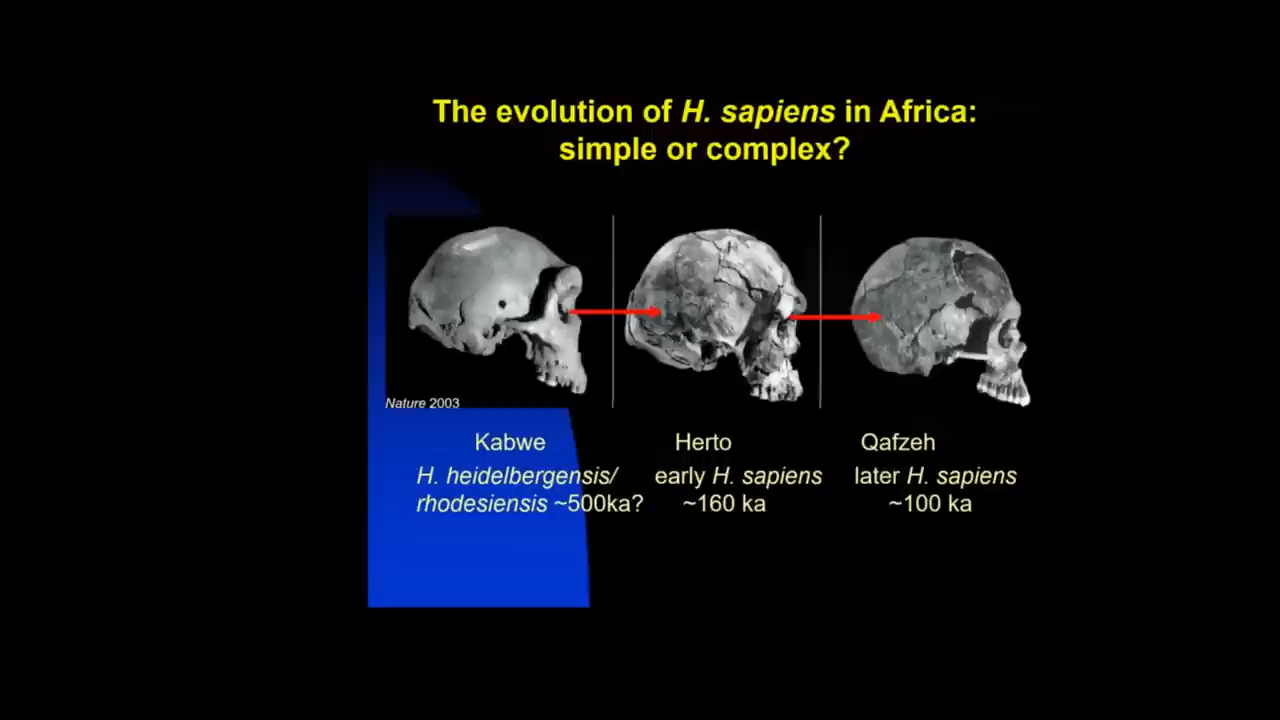 The evolution of H. sapiens in Africa:
simple or complex?
Nature 2003
Kabwe
H. heidelbergensis/
rhodesiensis ~500ka?
Herto
early H. sapiens
~160 ka
Qafzeh
later H. sapiens
~100 ka